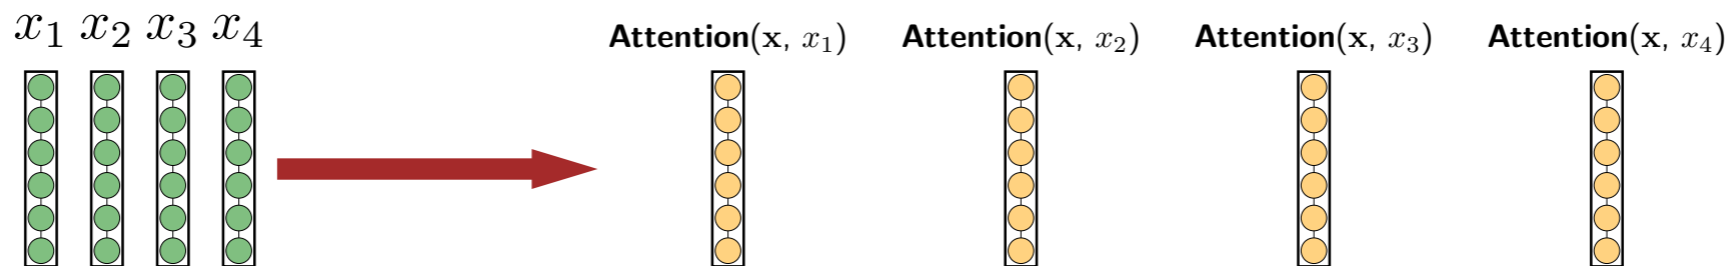 x₁ x₂ x₃ x₄ Attention(x, x₁) Attention(x, x₂) Attention(x, x₃) Attention(x, x₄)